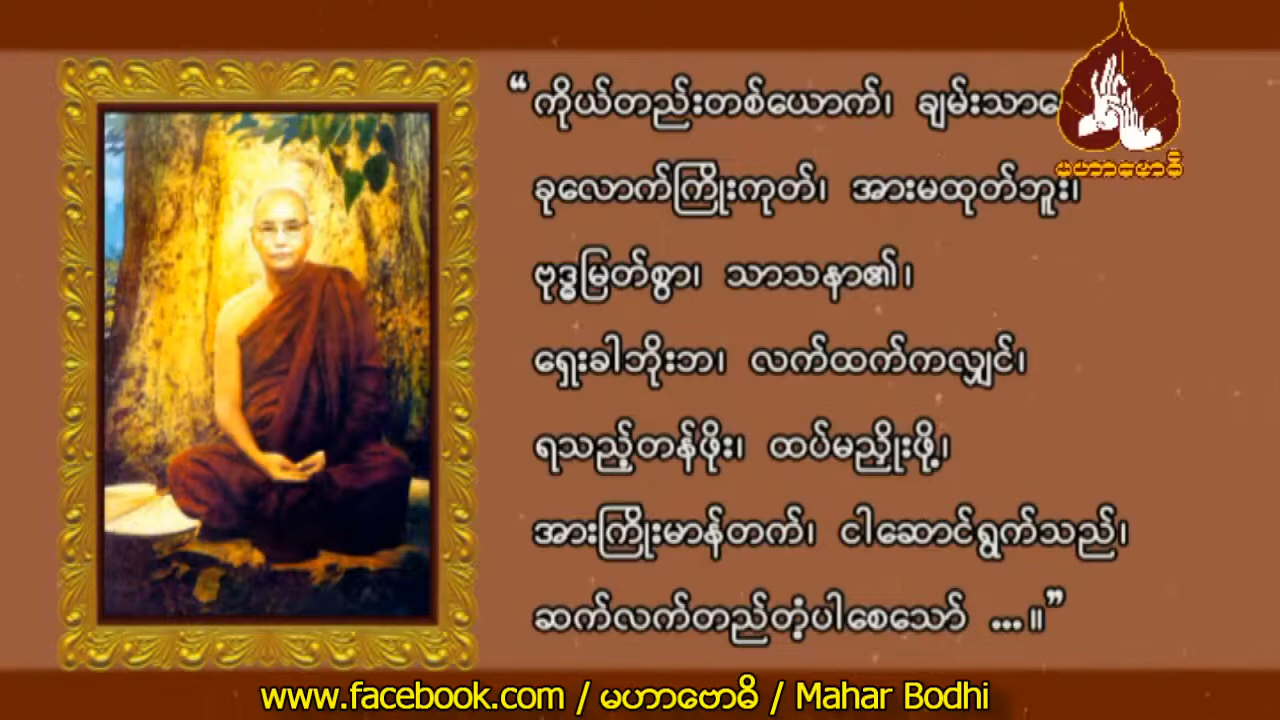 “ကိုယ်တည်းတစ်ယောက်၊ ချမ်းသာ
ခုလောက်ကြိုးကုတ်၊ အားမထုတ်ဘူး၊
ဗုဒ္ဓမြတ်စွာ၊ သာသနာ၏၊
ရှေးခါဘိုးဘ၊ လက်ထက်ကလျှင်၊
ရသည့်တန်ဖိုး၊ ထပ်မညှိုးဖို့၊
အားကြိုးမာန်တက်၊ ငါဆောင်ရွက်သည်၊
ဆက်လက်တည်တံ့ပါစေသော် ...။”
မဟာဗောဓိ
www.facebook.com / မဟာဗောဓိ / Mahar Bodhi